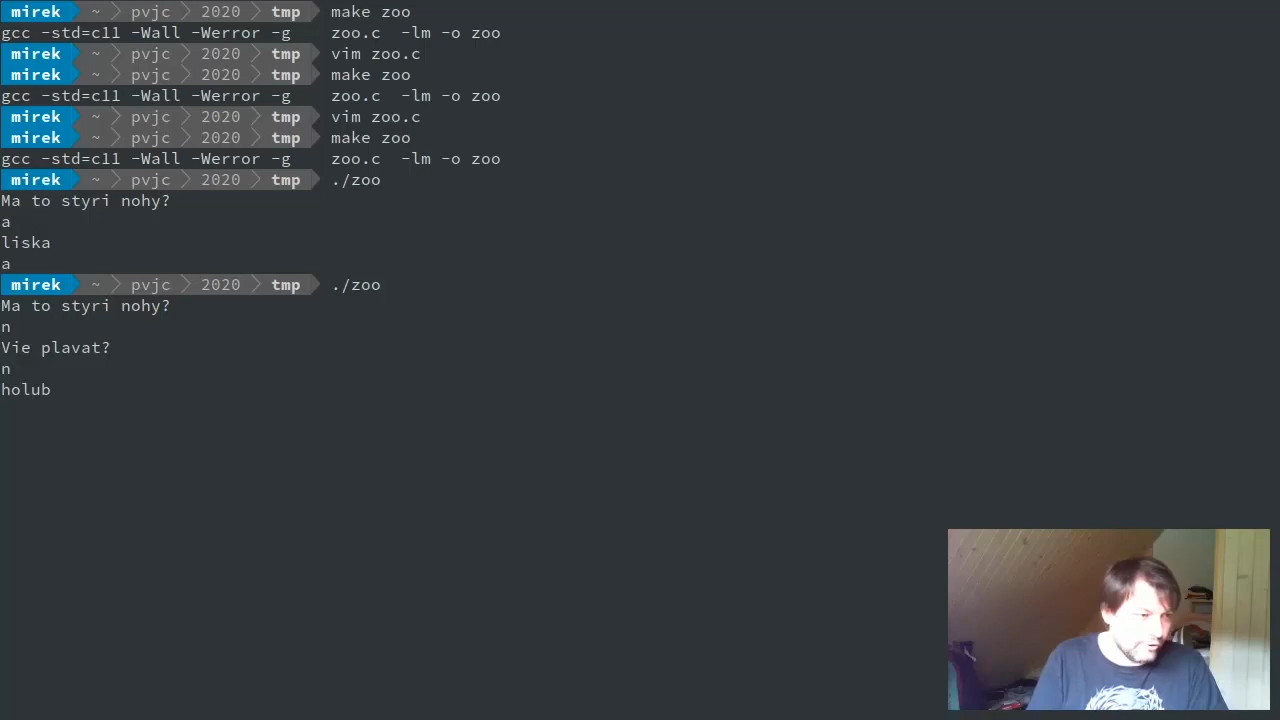 mirek ~ pvjc 2020 tmp make zoo
gcc -std=c11 -Wall -Werror -g zoo.c -lm -o zoo
mirek ~ pvjc 2020 tmp vim zoo.c
mirek ~ pvjc 2020 tmp make zoo
gcc -std=c11 -Wall -Werror -g zoo.c -lm -o zoo
mirek ~ pvjc 2020 tmp vim zoo.c
mirek ~ pvjc 2020 tmp make zoo
gcc -std=c11 -Wall -Werror -g zoo.c -lm -o zoo
mirek ~ pvjc 2020 tmp ./zoo
Ma to styri nohy?
a
liska
a
mirek ~ pvjc 2020 tmp ./zoo
Ma to styri nohy?
n
Vie plavat?
n
holub